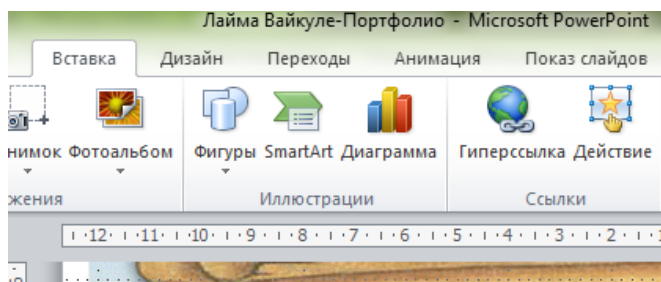 Лайма Вайкуле-Портфолио - Microsoft PowerPoint
Вставка Дизайн Переходы Анимация Показ слайдов
нимок Фотоальбом Фигуры SmartArt Диаграмма Гиперссылка Действие
жения Иллюстрации Ссылки
12 11 10 9 8 7 6 5 4 3 2 1